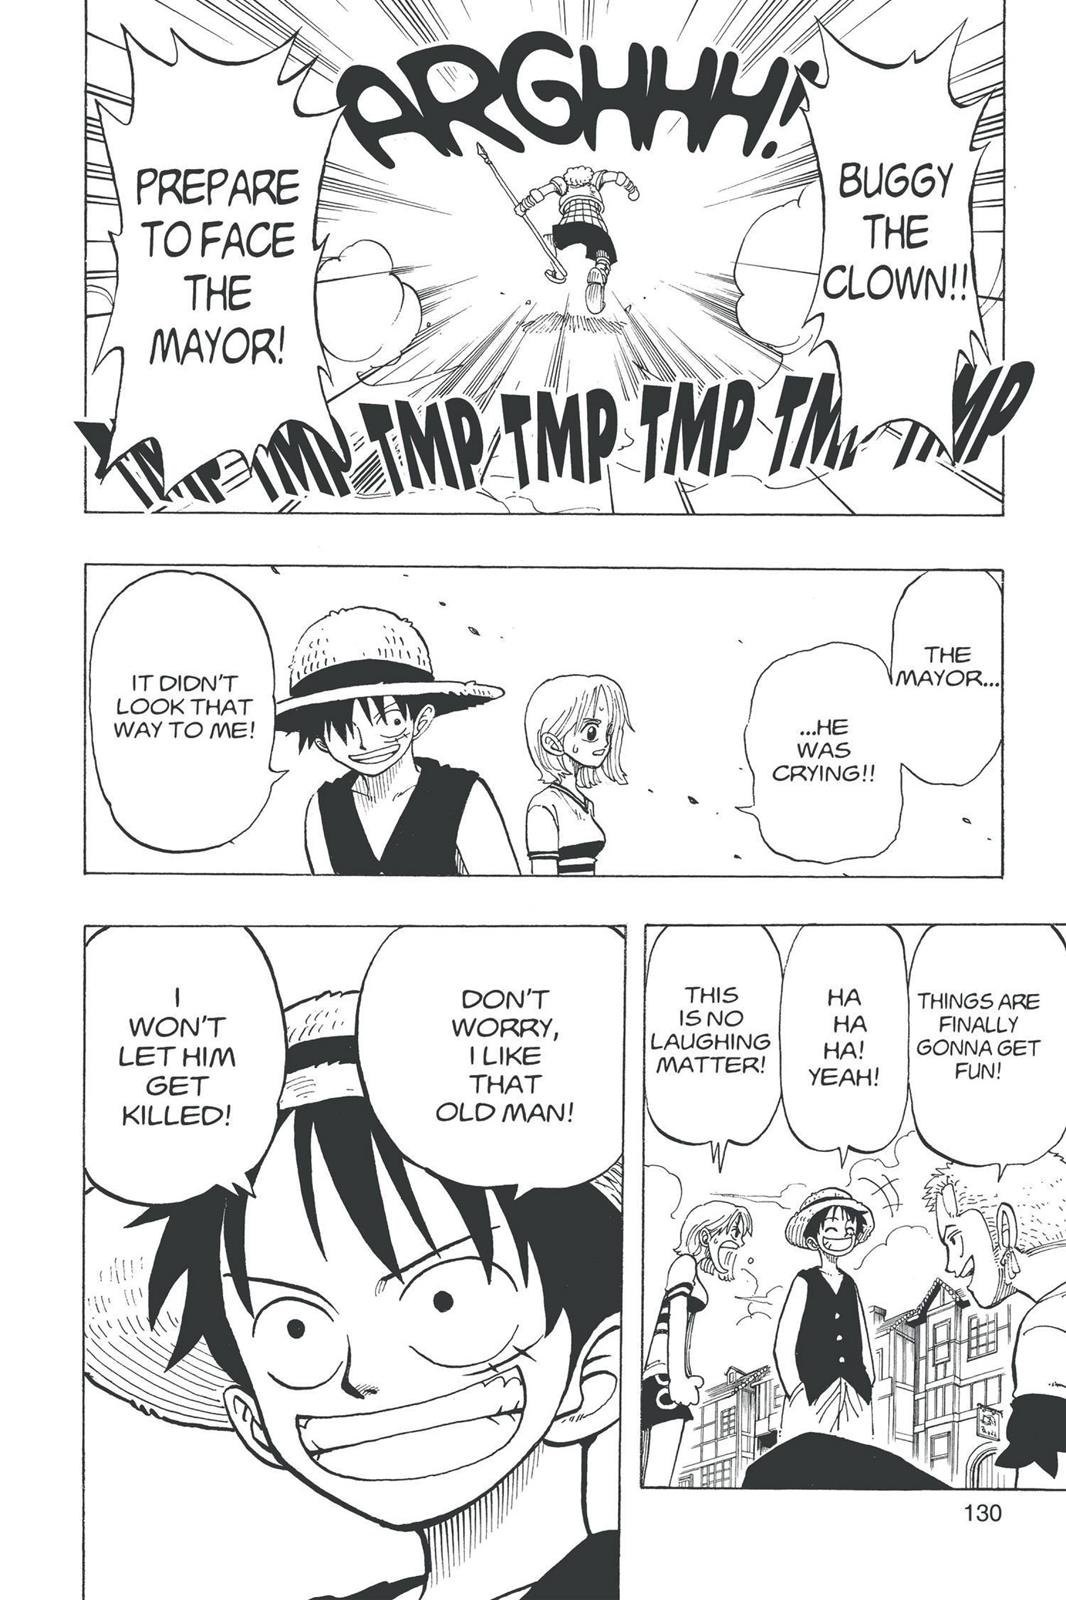 ARGHHH!
BUGGY
THE
CLOWN!!
PREPARE
TO FACE
THE
MAYOR!
TMP TMP TMP TMP TMP TMP TMP
THE
MAYOR...
...HE
WAS
CRYING!!
IT DIDN'T
LOOK THAT
WAY TO ME!
THINGS ARE
FINALLY
GONNA GET
FUN!
HA
HA
HA!
YEAH!
THIS
IS NO
LAUGHING
MATTER!
DON'T
WORRY,
I LIKE
THAT
OLD MAN!
I
WON'T
LET HIM
GET
KILLED!
130